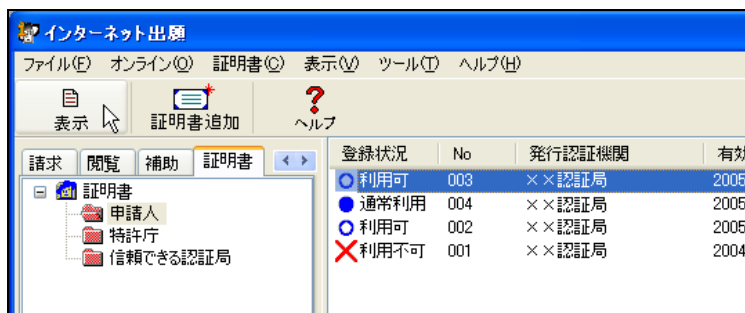 インターネット出願
ファイル(F) オンライン(O) 証明書(C) 表示(V) ツール(T) ヘルプ(H)
表示 証明書追加 ヘルプ
請求 閲覧 補助 証明書
証明書
申請人
特許庁
信頼できる認証局
登録状況 No 発行認証機関 有効
利用可 003 ××認証局 2005
通常利用 004 ××認証局 2005
利用可 002 ××認証局 2005
利用不可 001 ××認証局 2004